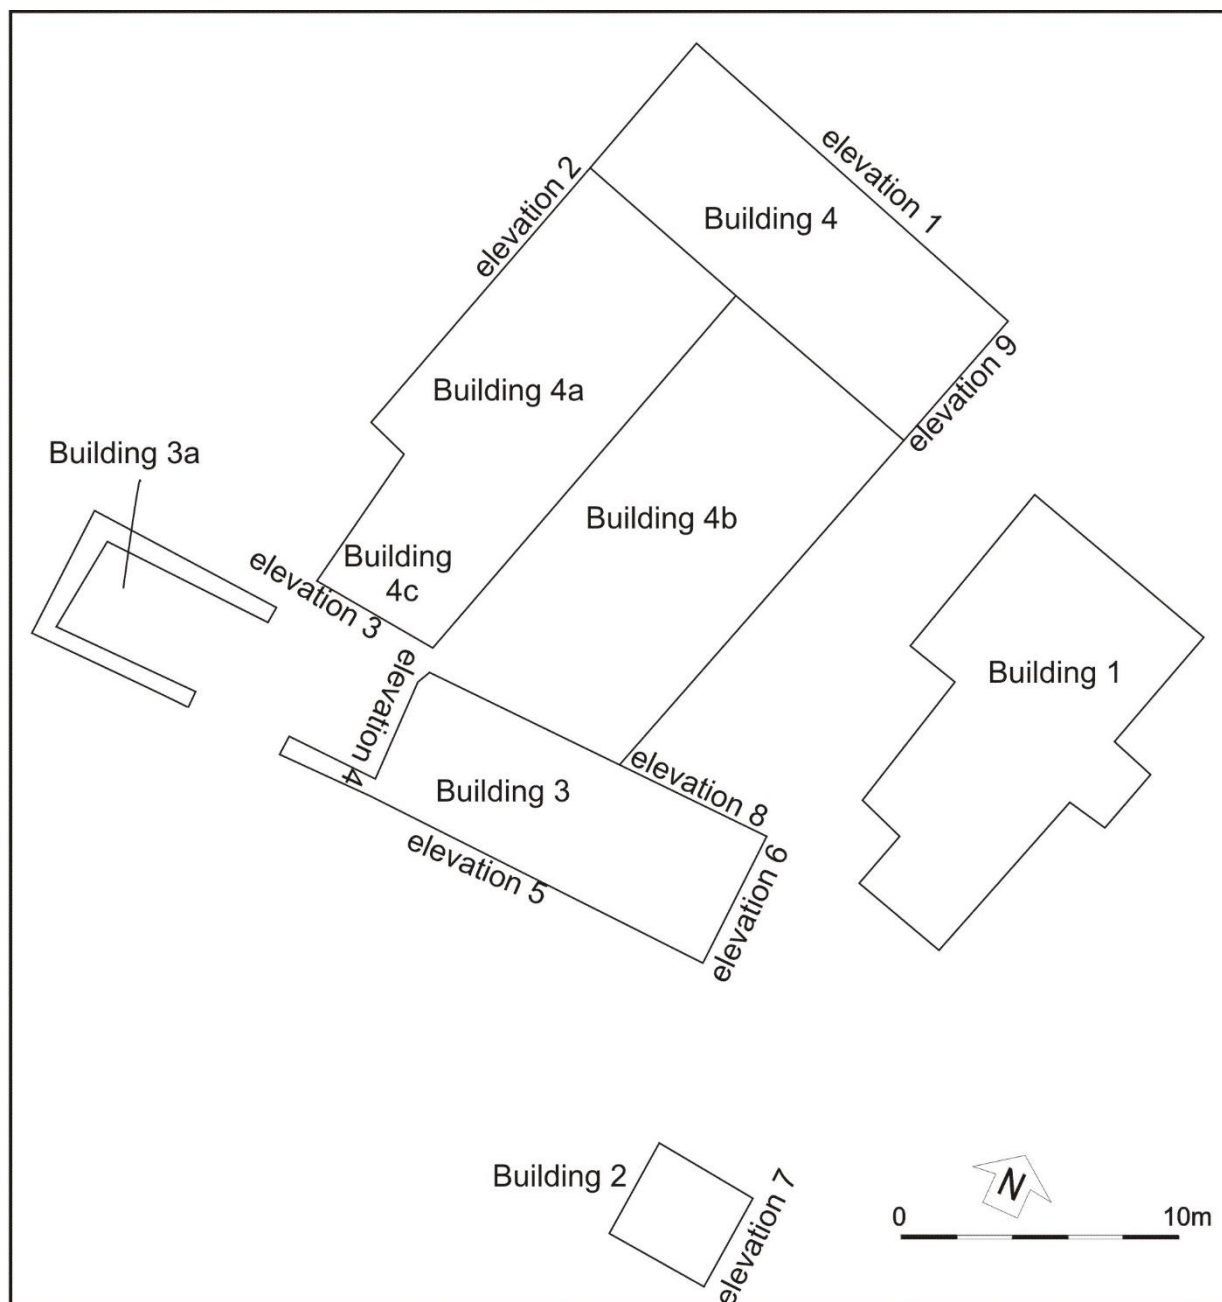 elevation 1
elevation 2
Building 4
elevation 9
Building 4a
Building 3a
Building 4b
Building
4c
elevation 3
elevation 4
Building 1
Building 3
elevation 8
elevation 5
elevation 6
Building 2
elevation 7
N
0 10m